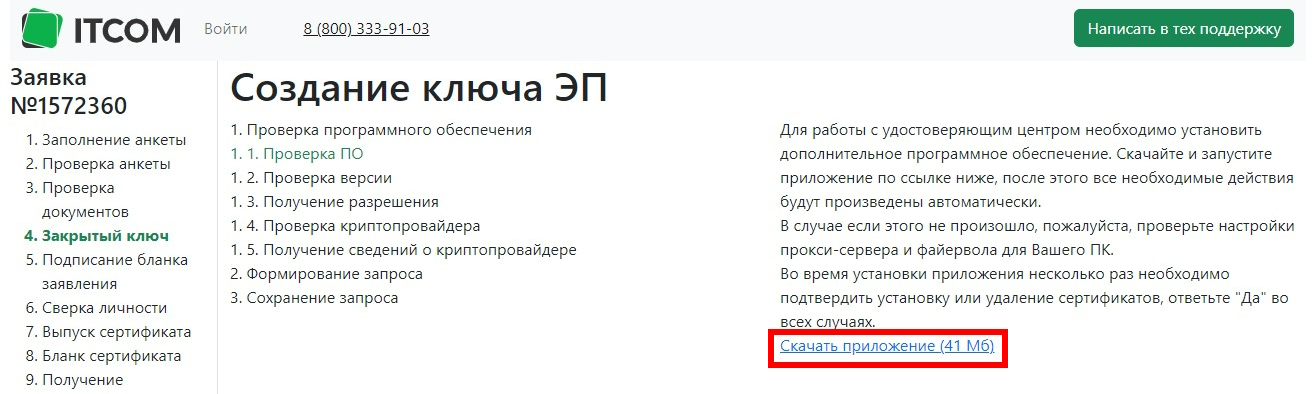 ITCOM Войти 8 (800) 333-91-03 Написать в тех поддержку
Заявка
№1572360
1. Заполнение анкеты
2. Проверка анкеты
3. Проверка
документов
4. Закрытый ключ
5. Подписание бланка
заявления
6. Сверка личности
7. Выпуск сертификата
8. Бланк сертификата
9. Получение
Создание ключа ЭП
1. Проверка программного обеспечения
1. 1. Проверка ПО
1. 2. Проверка версии
1. 3. Получение разрешения
1. 4. Проверка криптопровайдера
1. 5. Получение сведений о криптопровайдере
2. Формирование запроса
3. Сохранение запроса
Для работы с удостоверяющим центром необходимо установить
дополнительное программное обеспечение. Скачайте и запустите
приложение по ссылке ниже, после этого все необходимые действия
будут произведены автоматически.
В случае если этого не произошло, пожалуйста, проверьте настройки
прокси-сервера и файервола для Вашего ПК.
Во время установки приложения несколько раз необходимо
подтвердить установку или удаление сертификатов, ответьте "Да" во
всех случаях.
Скачать приложение (41 Мб)